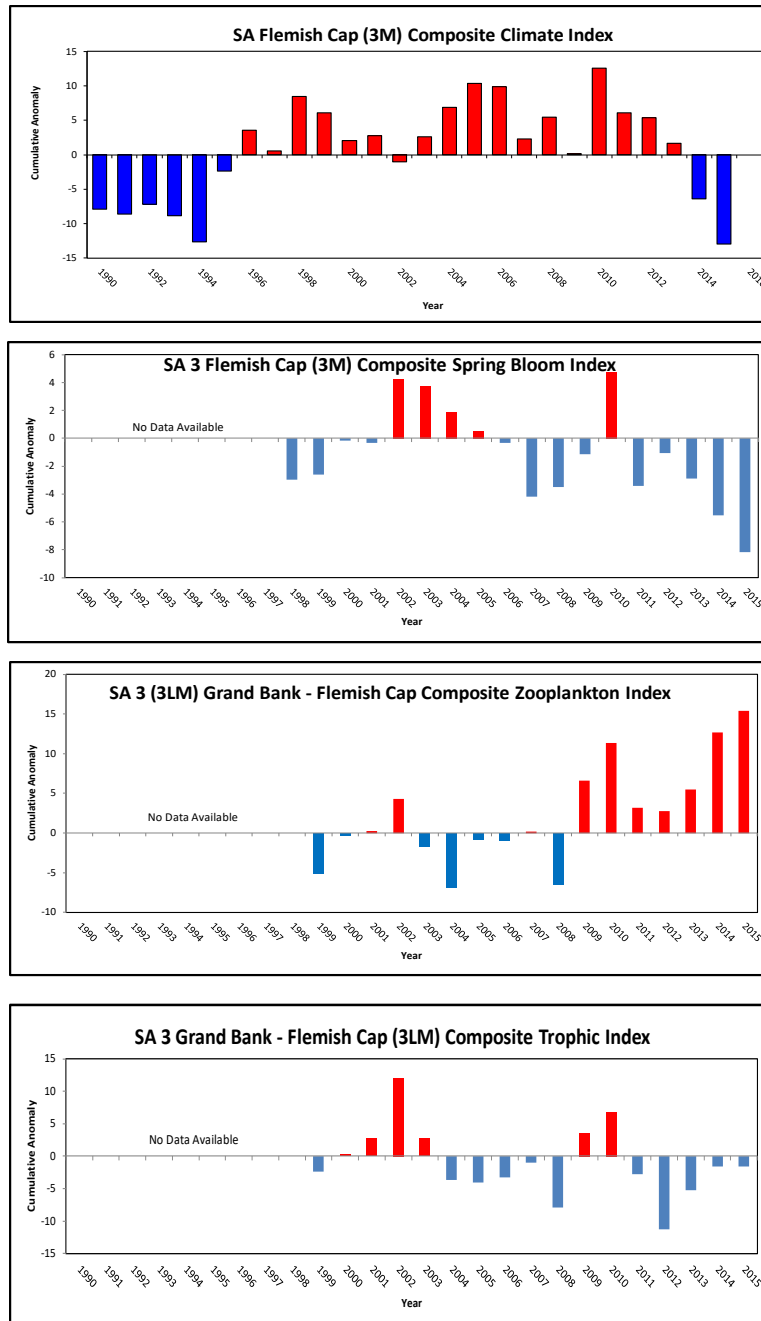 SA Flemish Cap (3M) Composite Climate Index
15
10
5
0
-5
-10
-15
Cumulative Anomaly
1990 1992 1994 1996 1998 2000 2002 2004 2006 2008 2010 2012 2014
Year
SA 3 Flemish Cap (3M) Composite Spring Bloom Index
6
4
2
0
-2
-4
-6
-8
-10
Cumulative Anomaly
No Data Available
1990 1991 1992 1993 1994 1995 1996 1997 1998 1999 2000 2001 2002 2003 2004 2005 2006 2007 2008 2009 2010 2011 2012 2013 2014 2015
Year
SA 3 (3LM) Grand Bank - Flemish Cap Composite Zooplankton Index
20
15
10
5
0
-5
-10
Cumulative Anomaly
No Data Available
1990 1991 1992 1993 1994 1995 1996 1997 1998 1999 2000 2001 2002 2003 2004 2005 2006 2007 2008 2009 2010 2011 2012 2013 2014 2015
Year
SA 3 Grand Bank - Flemish Cap (3LM) Composite Trophic Index
15
10
5
0
-5
-10
-15
Cumulative Anomaly
No Data Available
1990 1991 1992 1993 1994 1995 1996 1997 1998 1999 2000 2001 2002 2003 2004 2005 2006 2007 2008 2009 2010 2011 2012 2013 2014 2015
Year